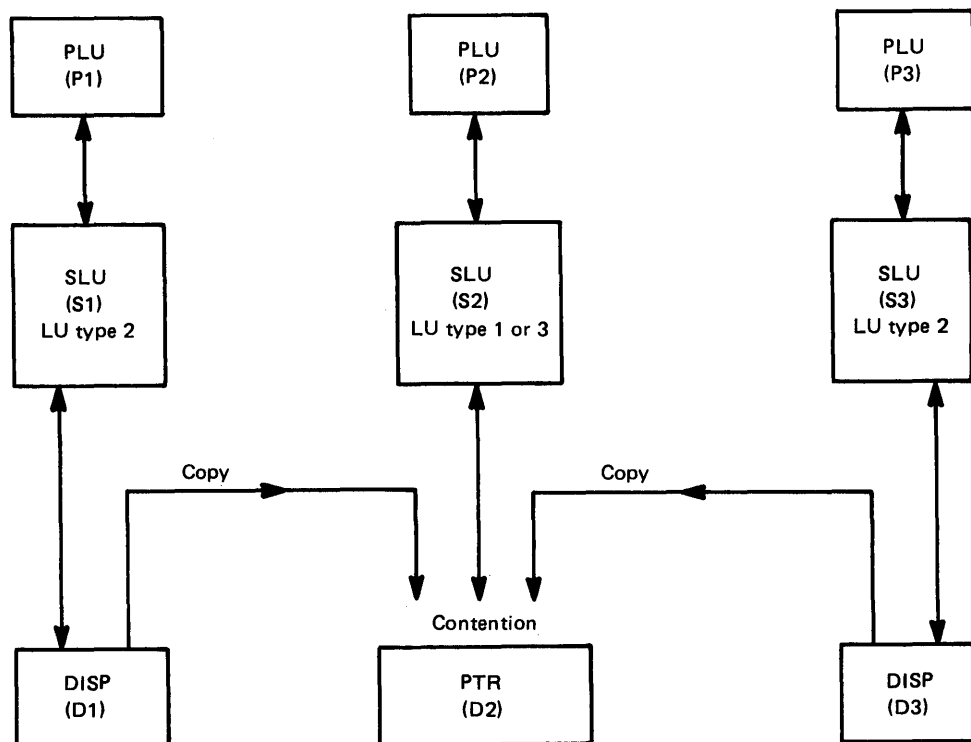 PLU
(P1)
PLU
(P2)
PLU
(P3)
SLU
(S1)
LU type 2
SLU
(S2)
LU type 1 or 3
SLU
(S3)
LU type 2
Copy
Copy
Contention
DISP
(D1)
PTR
(D2)
DISP
(D3)